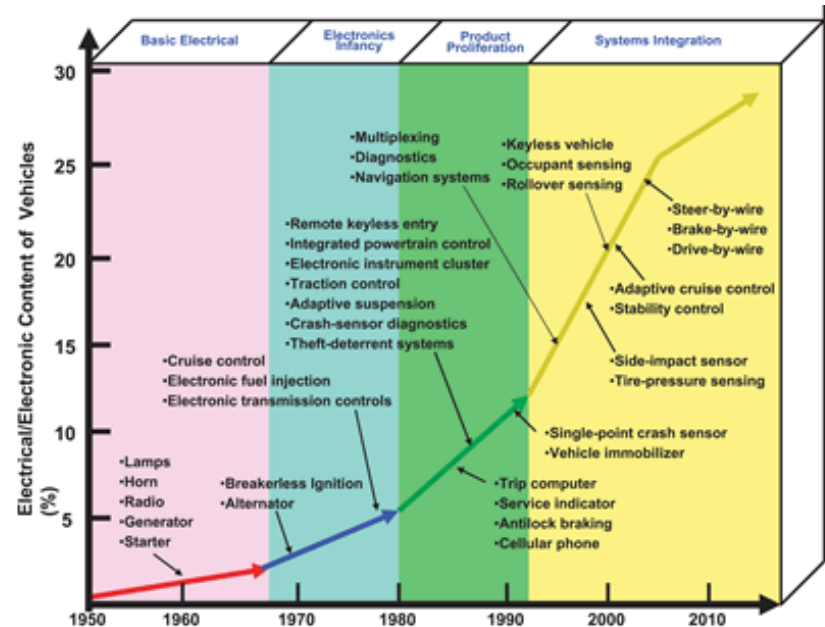 Basic Electrical
Electronics
Infancy
Product
Proliferation
Systems Integration
Electrical/Electronic Content of Vehicles
(%)
30
25
20
15
10
5
•Multiplexing
•Diagnostics
•Navigation systems
•Keyless vehicle
•Occupant sensing
•Rollover sensing
•Steer-by-wire
•Brake-by-wire
•Drive-by-wire
•Remote keyless entry
•Integrated powertrain control
•Electronic instrument cluster
•Traction control
•Adaptive suspension
•Crash-sensor diagnostics
•Theft-deterrent systems
•Adaptive cruise control
•Stability control
•Cruise control
•Electronic fuel injection
•Electronic transmission controls
•Side-impact sensor
•Tire-pressure sensing
•Single-point crash sensor
•Vehicle immobilizer
•Lamps
•Horn
•Radio
•Generator
•Starter
•Breakerless Ignition
•Alternator
•Trip computer
•Service indicator
•Antilock braking
•Cellular phone
1950
1960
1970
1980
1990
2000
2010